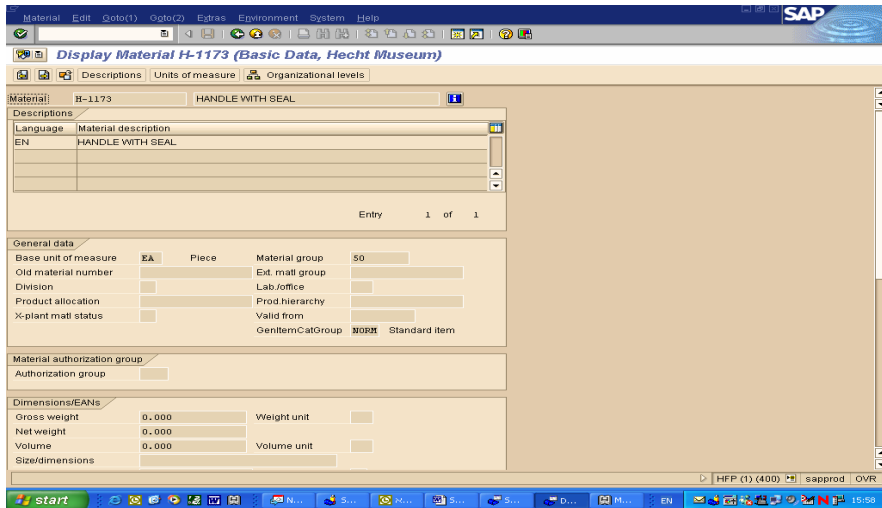 Material Edit Goto(1) Goto(2) Extras Environment System Help
SAP
Display Material H-1173 (Basic Data, Hecht Museum)
Descriptions Units of measure Organizational levels
Material H-1173 HANDLE WITH SEAL
Descriptions
Language Material description
EN HANDLE WITH SEAL
Entry 1 of 1
General data
Base unit of measure EA Piece Material group 50
Old material number Ext. matl group
Division Lab./office
Product allocation Prod.hierarchy
X-plant matl status Valid from
GenItemCatGroup NORM Standard item
Material authorization group
Authorization group
Dimensions/EANs
Gross weight 0.000 Weight unit
Net weight 0.000
Volume 0.000 Volume unit
Size/dimensions
HFP (1) (400) sapprod OVR
start N... S... א... S... S... D... M... EN 15:58